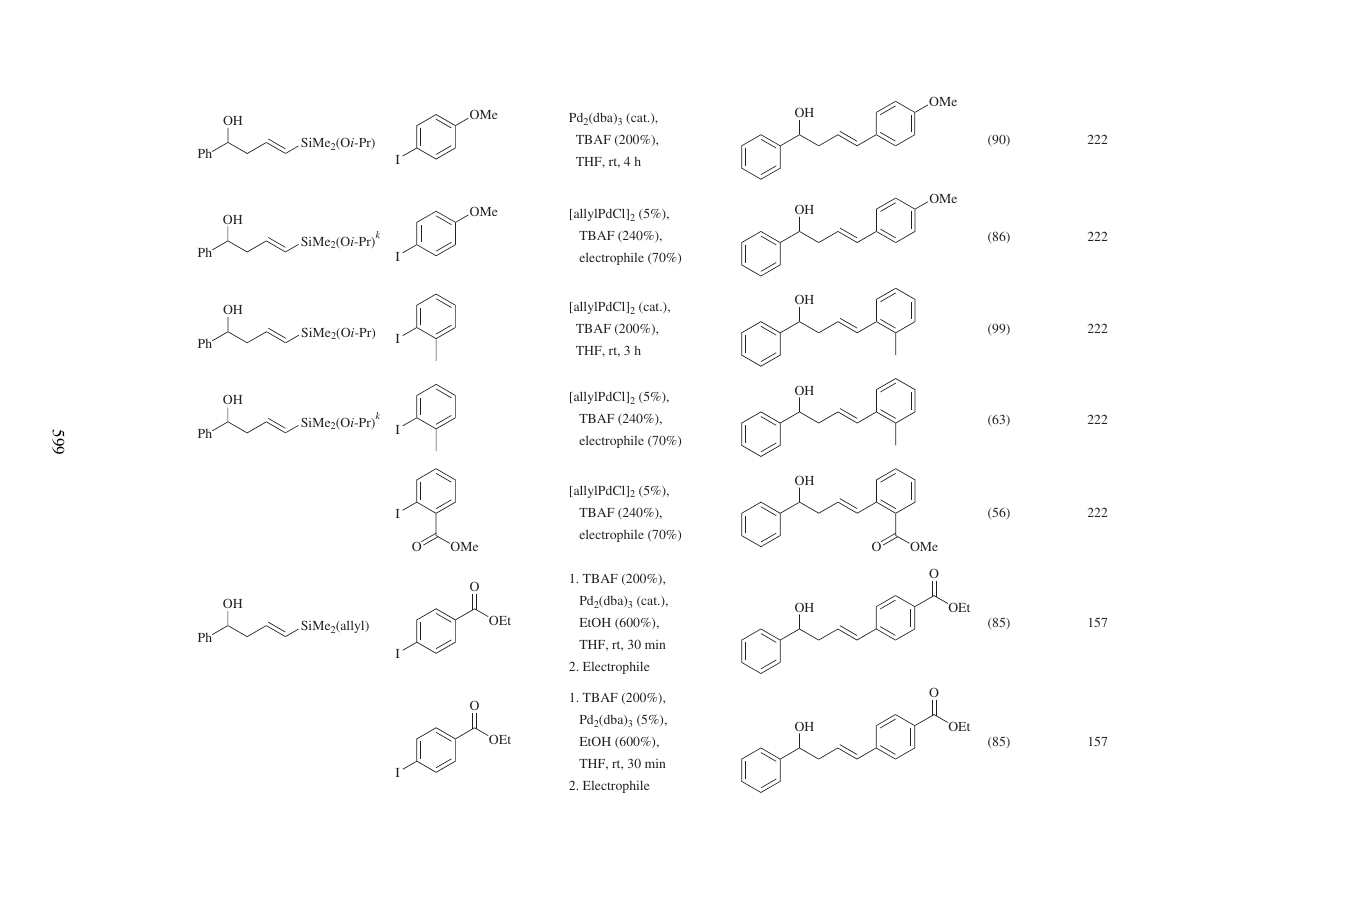 OH
Ph
SiMe2(Oi-Pr)
I
OMe
Pd2(dba)3 (cat.),
TBAF (200%),
THF, rt, 4 h
OH
OMe
(90)
222
OH
Ph
SiMe2(Oi-Pr)k
I
OMe
[allylPdCl]2 (5%),
TBAF (240%),
electrophile (70%)
OH
OMe
(86)
222
OH
Ph
SiMe2(Oi-Pr)
I
[allylPdCl]2 (cat.),
TBAF (200%),
THF, rt, 3 h
OH
(99)
222
OH
Ph
SiMe2(Oi-Pr)k
I
[allylPdCl]2 (5%),
TBAF (240%),
electrophile (70%)
OH
(63)
222
599
I
O
OMe
[allylPdCl]2 (5%),
TBAF (240%),
electrophile (70%)
OH
O
OMe
(56)
222
OH
Ph
SiMe2(allyl)
I
O
OEt
1. TBAF (200%),
Pd2(dba)3 (cat.),
EtOH (600%),
THF, rt, 30 min
2. Electrophile
OH
O
OEt
(85)
157
I
O
OEt
1. TBAF (200%),
Pd2(dba)3 (5%),
EtOH (600%),
THF, rt, 30 min
2. Electrophile
OH
O
OEt
(85)
157